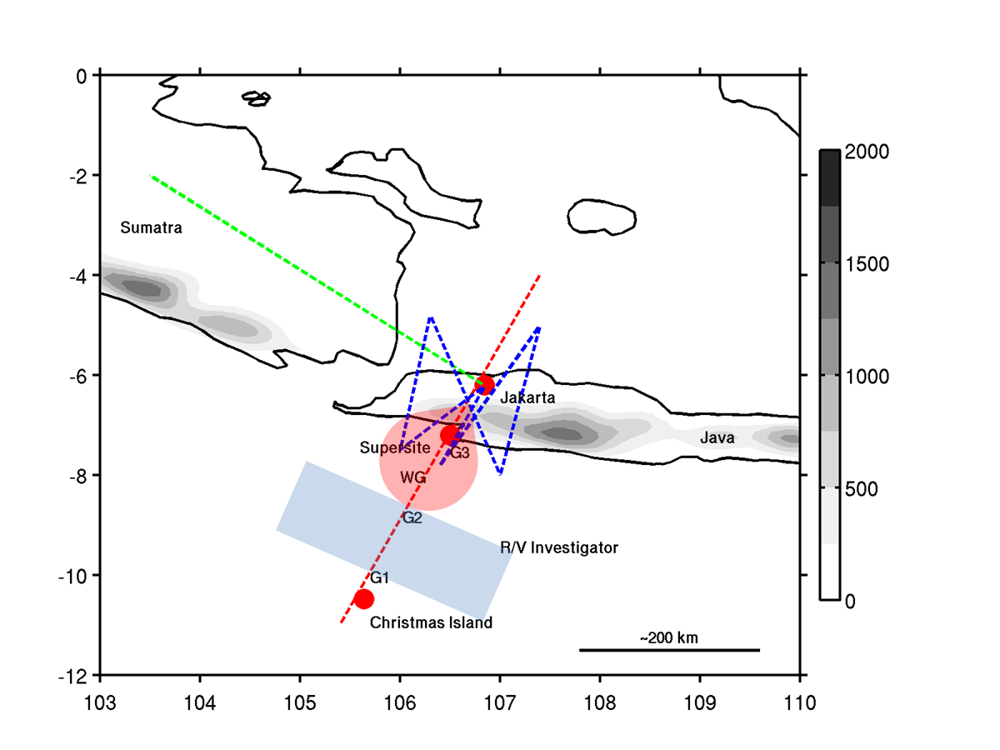 0
-2
-4
-6
-8
-10
-12
103
104
105
106
107
108
109
110
Sumatra
Jakarta
Java
Supersite
G3
WG
G2
R/V Investigator
G1
Christmas Island
~200 km
2000
1500
1000
500
0